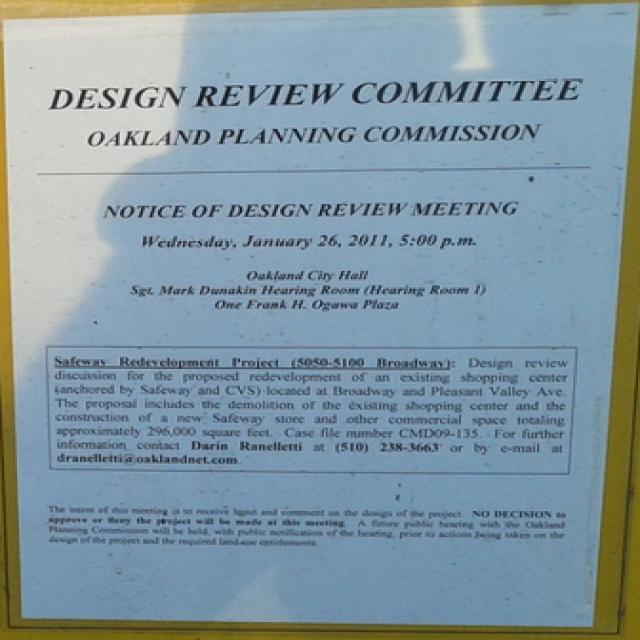 DESIGN REVIEW COMMITTEE
OAKLAND PLANNING COMMISSION
NOTICE OF DESIGN REVIEW MEETING
Wednesday, January 26, 2011, 5:00 p.m.
Oakland City Hall
Sgt. Mark Dunakin Hearing Room (Hearing Room 1)
One Frank H. Ogawa Plaza
Safeway Redevelopment Project (5050-5100 Broadway): Design review
discussion for the proposed redevelopment of an existing shopping center
(anchored by Safeway and CVS) located at Broadway and Pleasant Valley Ave.
The proposal includes the demolition of the existing shopping center and the
construction of a new Safeway store and other commercial space totaling
approximately 296,000 square feet. Case file number CMD09-135. For further
information contact Darin Ranelletti at (510) 238-3663 or by e-mail at
dranelletti@oaklandnet.com.
The intent of this meeting is to receive input and comment on the design of the project. NO DECISION to
approve or deny the project will be made at this meeting. A future public hearing with the Oakland
Planning Commission will be held, with public notification of the hearing, prior to actions being taken on the
design of the project and the required land-use entitlements.